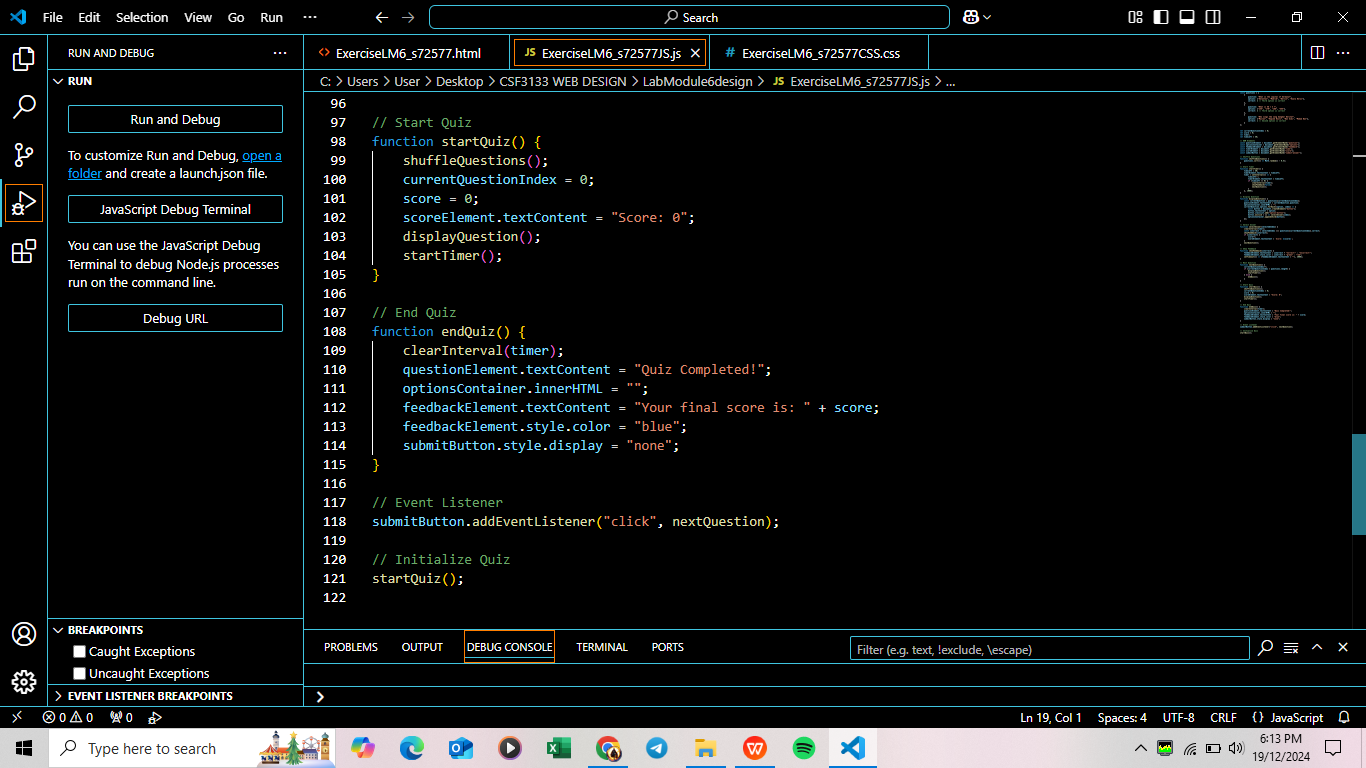 File Edit Selection View Go Run ··· Search
RUN AND DEBUG ···
ExerciseLM6_s72577.html
JS ExerciseLM6_s72577JS.js
# ExerciseLM6_s72577CSS.css
C: > Users > User > Desktop > CSF3133 WEB DESIGN > LabModule6design > JS ExerciseLM6_s72577JS.js > ...
RUN
Run and Debug
To customize Run and Debug, open a
folder and create a launch.json file.
JavaScript Debug Terminal
You can use the JavaScript Debug
Terminal to debug Node.js processes
run on the command line.
Debug URL
BREAKPOINTS
Caught Exceptions
Uncaught Exceptions
EVENT LISTENER BREAKPOINTS
96
97 // Start Quiz
98 function startQuiz() {
99 shuffleQuestions();
100 currentQuestionIndex = 0;
101 score = 0;
102 scoreElement.textContent = "Score: 0";
103 displayQuestion();
104 startTimer();
105 }
106
107 // End Quiz
108 function endQuiz() {
109 clearInterval(timer);
110 questionElement.textContent = "Quiz Completed!";
111 optionsContainer.innerHTML = "";
112 feedbackElement.textContent = "Your final score is: " + score;
113 feedbackElement.style.color = "blue";
114 submitButton.style.display = "none";
115 }
116
117 // Event Listener
118 submitButton.addEventListener("click", nextQuestion);
119
120 // Initialize Quiz
121 startQuiz();
122
PROBLEMS OUTPUT DEBUG CONSOLE TERMINAL PORTS
Filter (e.g. text, !exclude, \escape)
0 0 0
Ln 19, Col 1 Spaces: 4 UTF-8 CRLF {} JavaScript
Type here to search
6:13 PM
19/12/2024